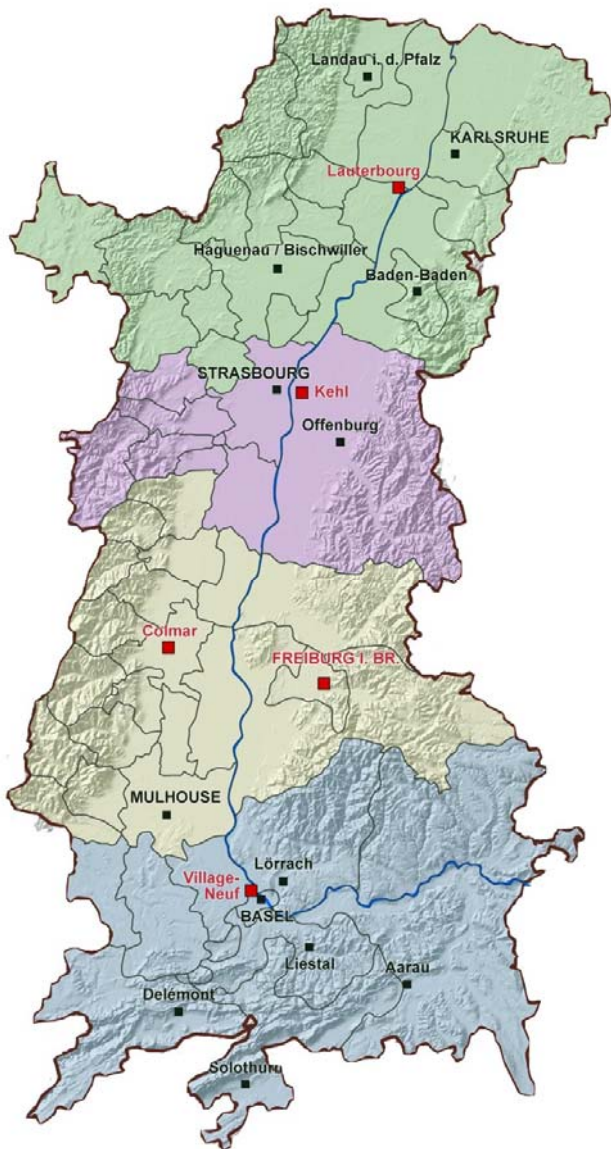 Landau i. d. Pfalz
KARLSRUHE
Lauterbourg
Haguenau / Bischwiller
Baden-Baden
STRASBOURG
Kehl
Offenburg
Colmar
FREIBURG I. BR.
MULHOUSE
Village-
Neuf
Lörrach
BASEL
Liestal
Aarau
Delémont
Solothuru